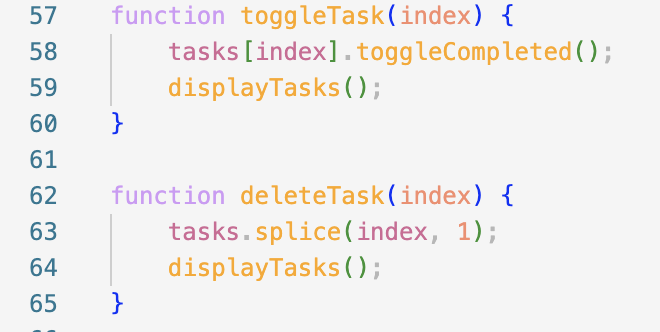 57 function toggleTask(index) {
58 tasks[index].toggleCompleted();
59 displayTasks();
60 }
61
62 function deleteTask(index) {
63 tasks.splice(index, 1);
64 displayTasks();
65 }